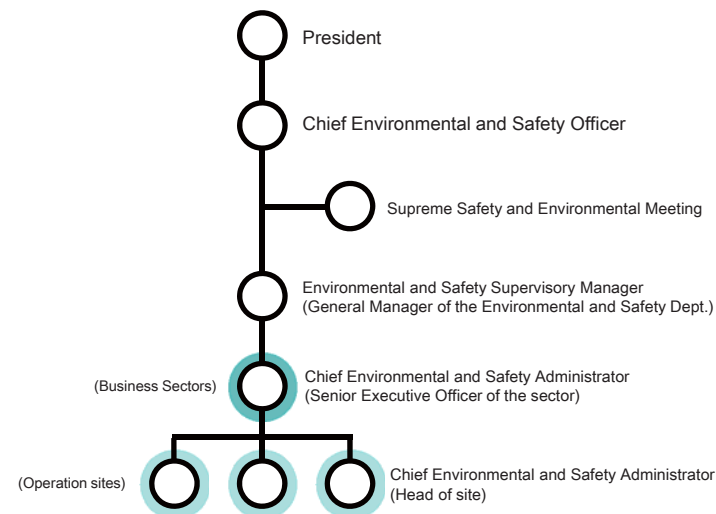 President
Chief Environmental and Safety Officer
Supreme Safety and Environmental Meeting
Environmental and Safety Supervisory Manager
(General Manager of the Environmental and Safety Dept.)
(Business Sectors)
Chief Environmental and Safety Administrator
(Senior Executive Officer of the sector)
(Operation sites)
Chief Environmental and Safety Administrator
(Head of site)